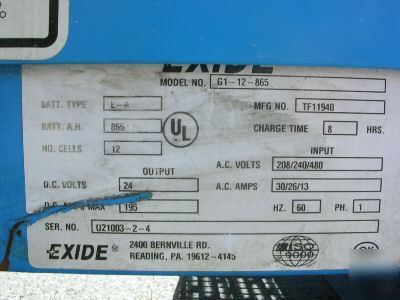 EXIDE
MODEL NO. G1-12-865
BATT. TYPE L-A
MFG NO. TF11940
BATT. A.H. 865
UL
CHARGE TIME 8 HRS.
NO. CELLS 12
OUTPUT
INPUT
A.C. VOLTS 208/240/480
D.C. VOLTS 24
A.C. AMPS 30/26/13
D.C. MAX 195
HZ. 60 PH. 1
SER. NO. U21003-2-4
EXIDE ®
2400 BERNVILLE RD.
READING, PA. 19612-4145
ISO
9000